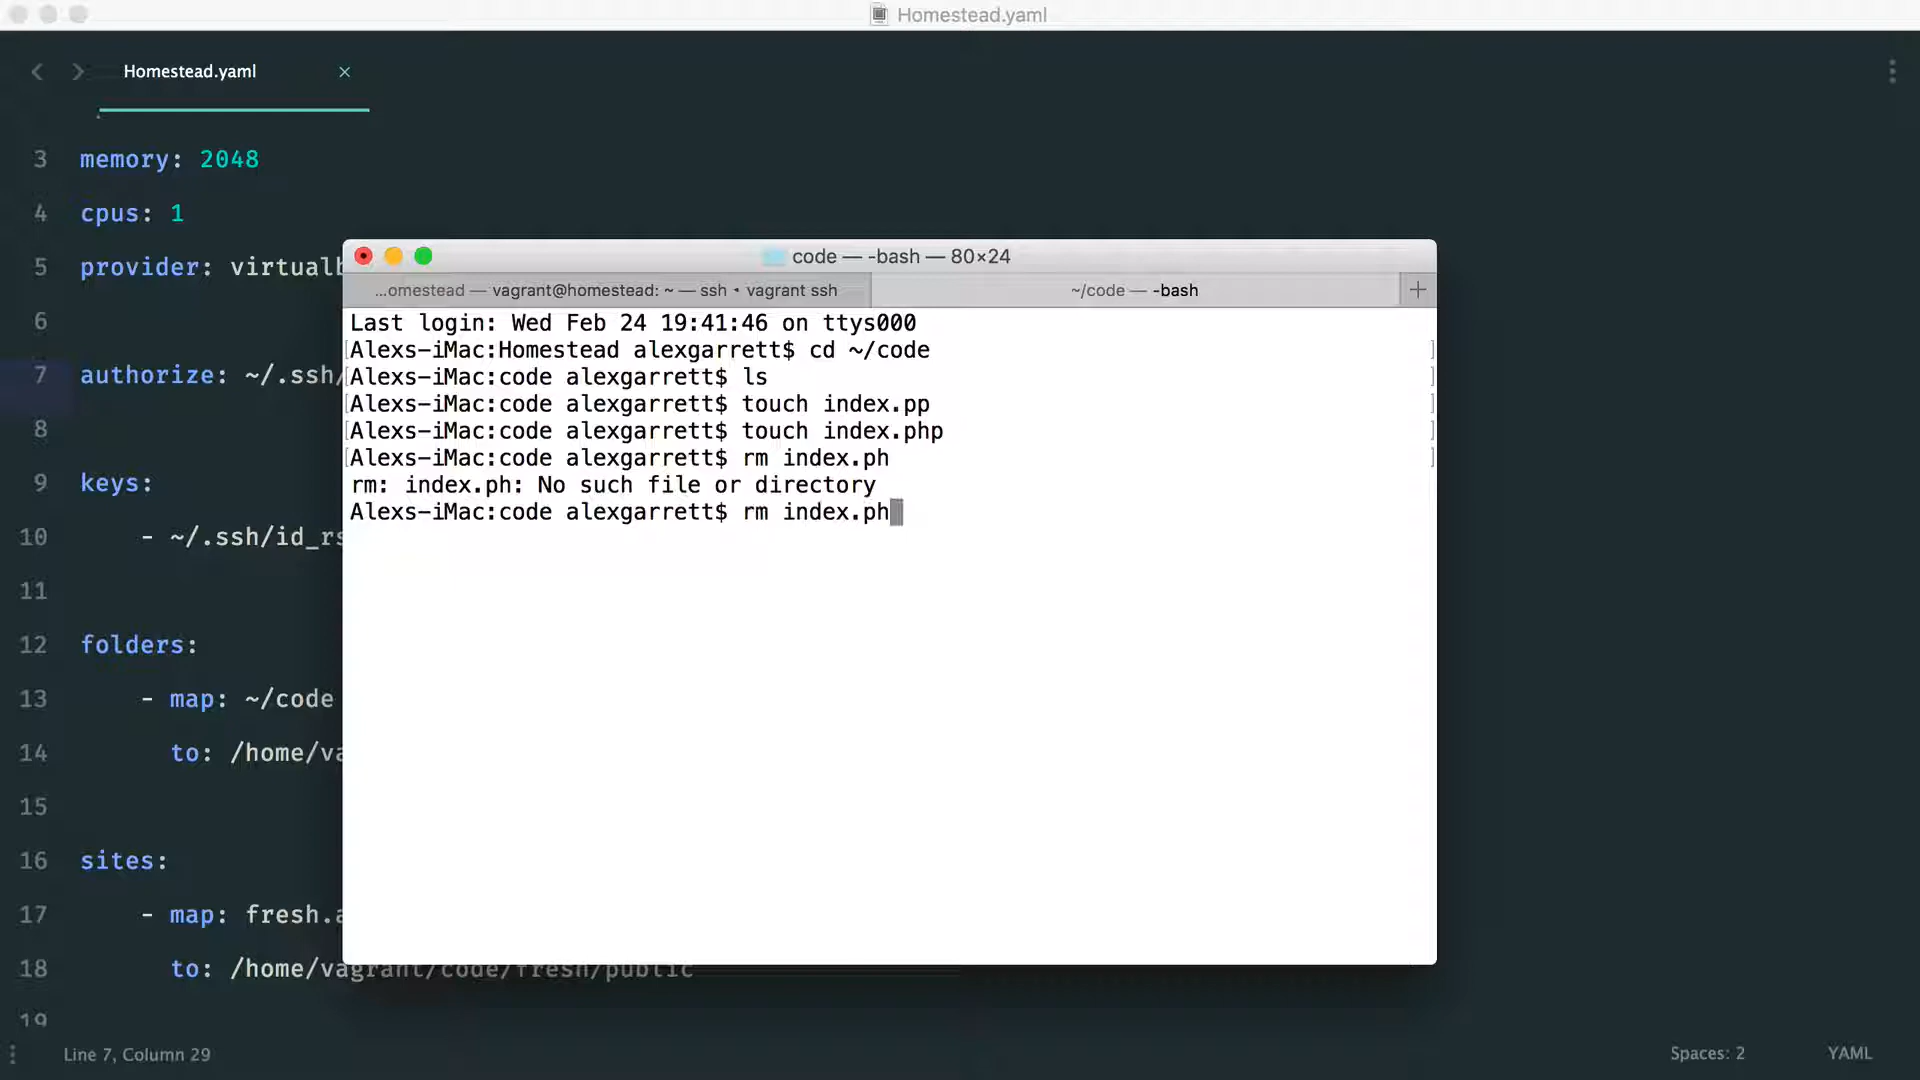 Homestead.yaml
Homestead.yaml
3 memory: 2048
4 cpus: 1
5 provider:
6
7 authorize: ~/.ssh/
8
9 keys:
10 - ~/.ssh/
11
12 folders:
13 - map: ~/code
14 to: /home/
15
16 sites:
17 - map:
18 to: /home/vagrant/code/fresh/public
19
Line 7, Column 29
Spaces: 2
YAML
code — -bash — 80×24
...omestead — vagrant@homestead: ~ — ssh • vagrant ssh
~/code — -bash
Last login: Wed Feb 24 19:41:46 on ttys000
[Alexs-iMac:Homestead alexgarrett$ cd ~/code ]
[Alexs-iMac:code alexgarrett$ ls ]
[Alexs-iMac:code alexgarrett$ touch index.pp ]
[Alexs-iMac:code alexgarrett$ touch index.php ]
[Alexs-iMac:code alexgarrett$ rm index.ph ]
rm: index.ph: No such file or directory
Alexs-iMac:code alexgarrett$ rm index.ph